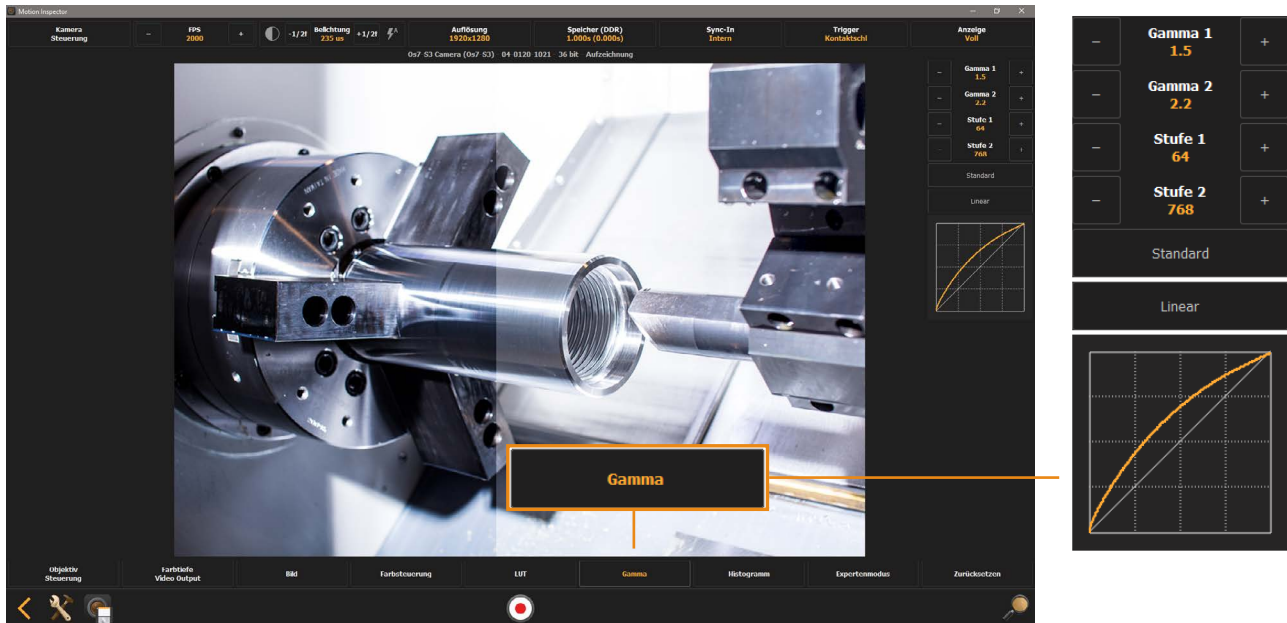 Motion Inspector
Kamera
Steuerung
−
FPS
2000
+
-1/2f
Belichtung
235 us
+1/2f
Auflösung
1920x1280
Speicher (DDR)
1.000s (0.000s)
Sync-In
Intern
Trigger
Kontaktschl
Anzeige
Voll
Os7-S3 Camera (Os7-S3) 04-0120-1021 36 bit Aufzeichnung
− Gamma 1 +
1.5
− Gamma 2 +
2.2
− Stufe 1 +
64
− Stufe 2 +
768
Standard
Linear
Gamma
Objektiv
Steuerung
Farbtiefe
Video Output
Bild
Farbsteuerung
LUT
Gamma
Histogramm
Expertenmodus
Zurücksetzen
− Gamma 1 +
1.5
− Gamma 2 +
2.2
− Stufe 1 +
64
− Stufe 2 +
768
Standard
Linear